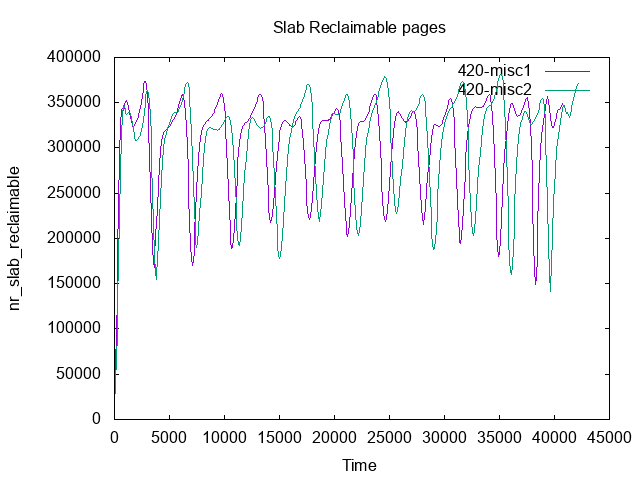 Slab Reclaimable pages
420-misc1
420-misc2
nr_slab_reclaimable
400000
350000
300000
250000
200000
150000
100000
50000
0
0 5000 10000 15000 20000 25000 30000 35000 40000 45000
Time